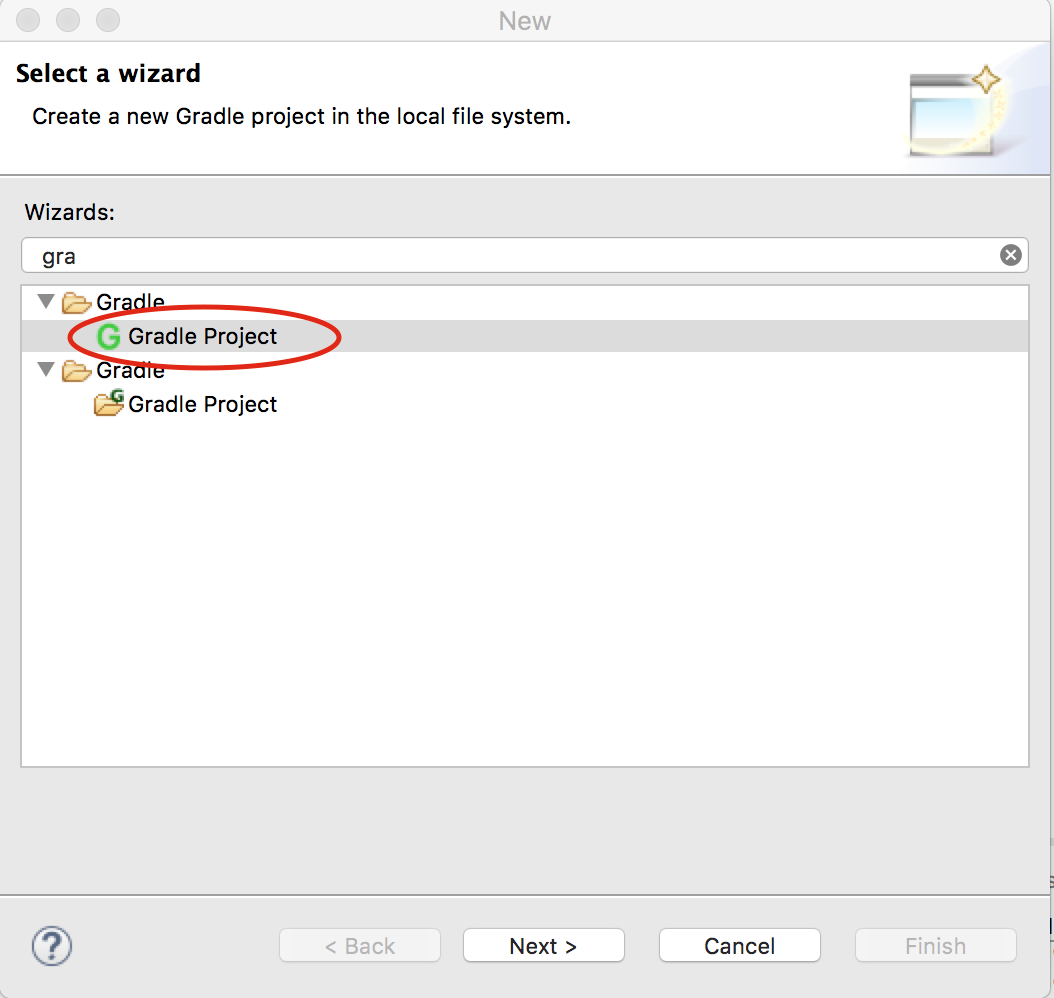 New
Select a wizard
Create a new Gradle project in the local file system.
Wizards:
gra
Gradle
G Gradle Project
Gradle
G Gradle Project
? < Back Next > Cancel Finish